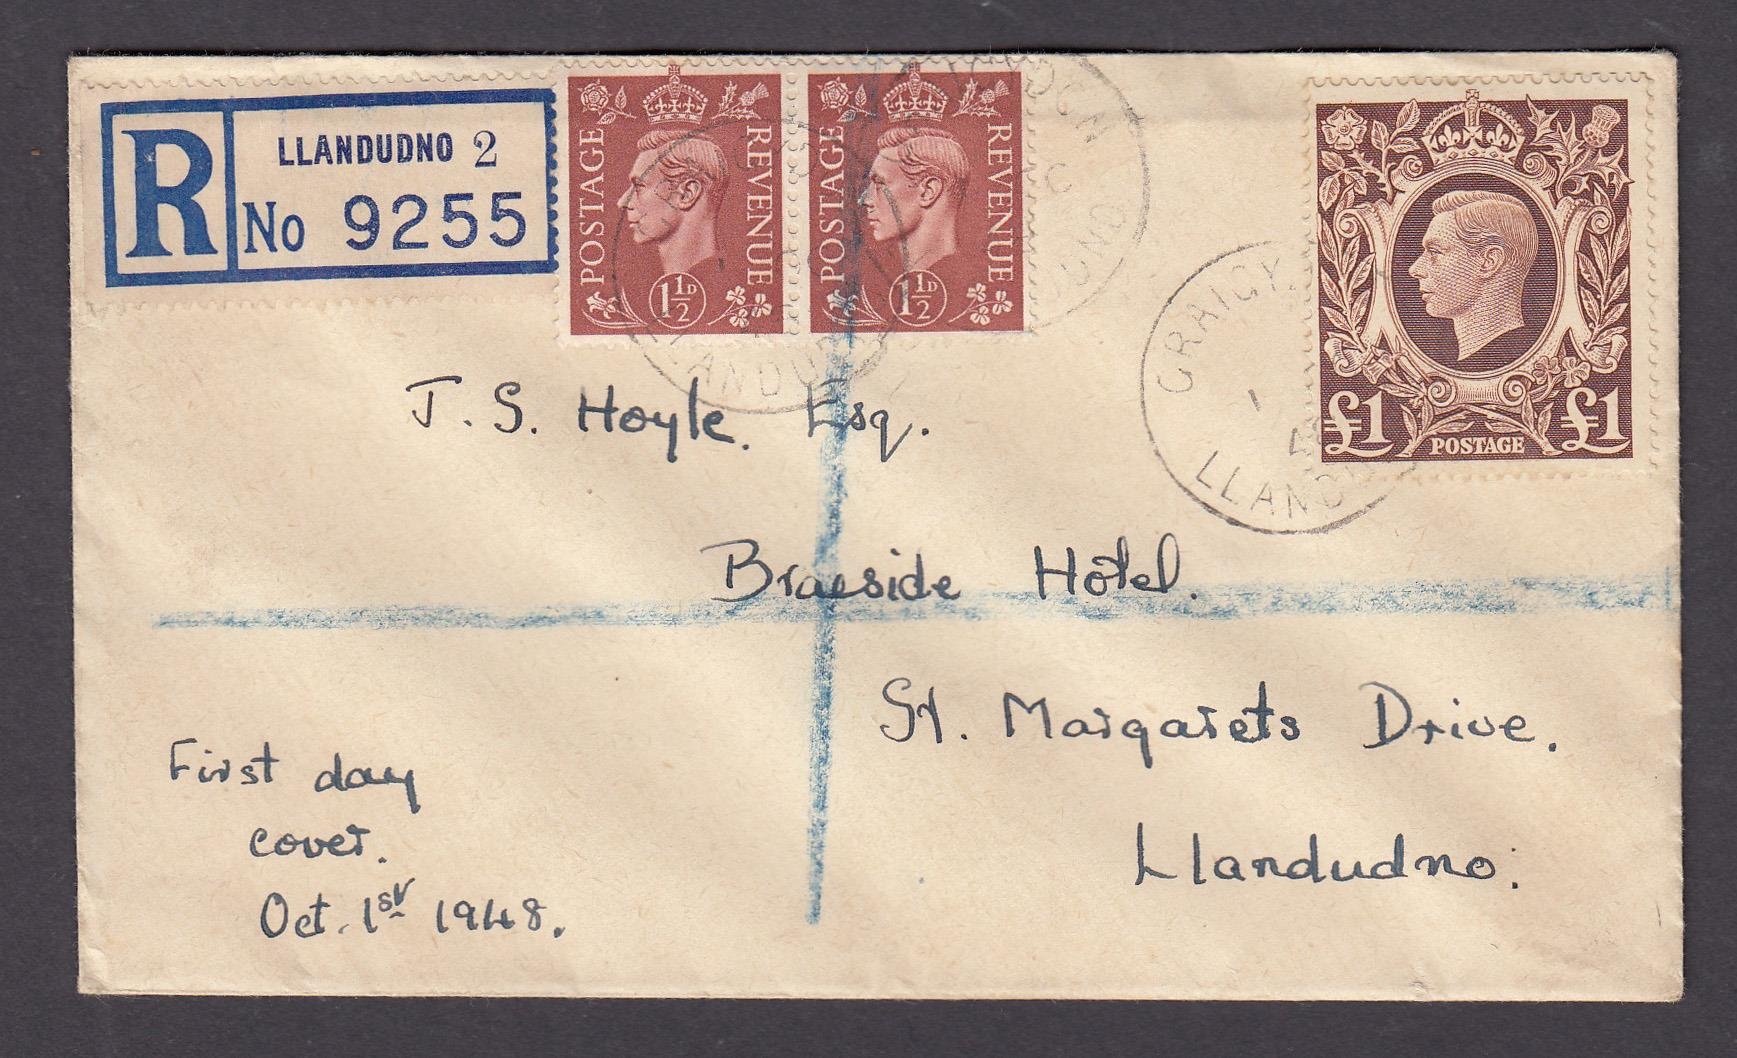 R
LLANDUDNO 2
No 9255
POSTAGE REVENUE
1½D
POSTAGE REVENUE
1½D
£1 POSTAGE £1
LLANDUDNO
J. S. Hoyle. Esq.
Braeside Hotel.
St. Margarets Drive.
Llandudno.
First day
cover.
Oct. 1st 1948.